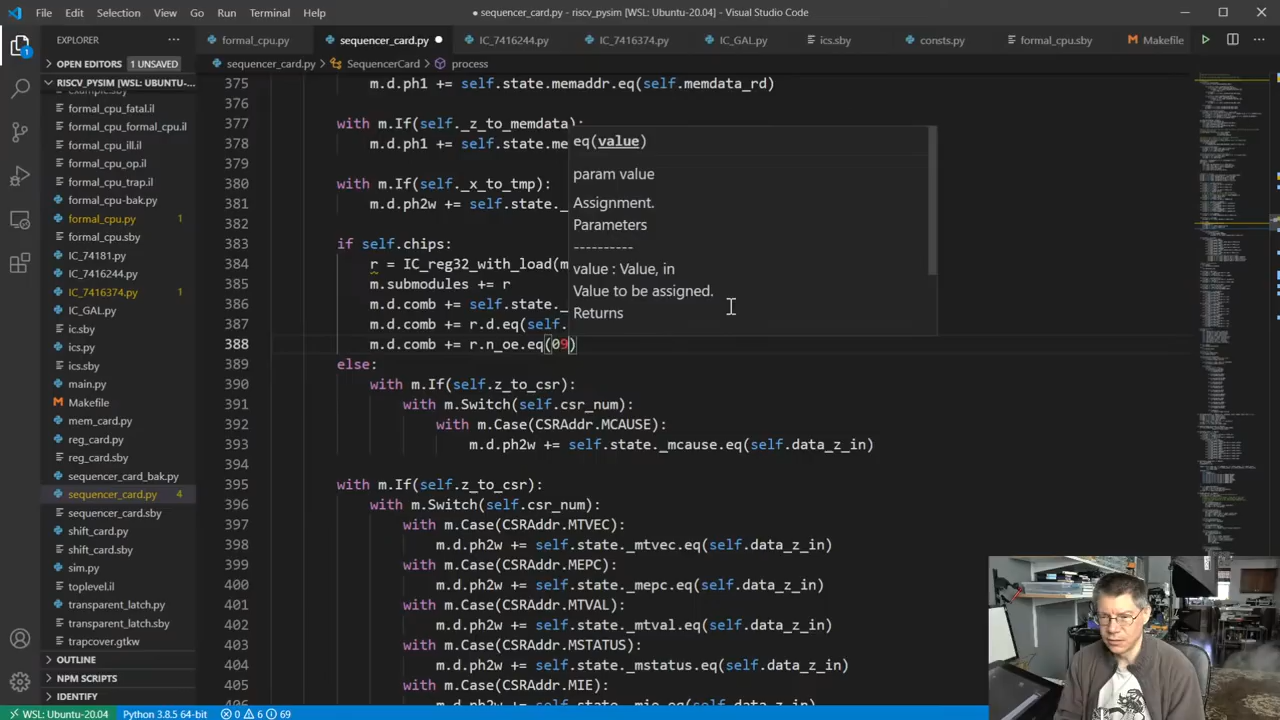 File Edit Selection View Go Run Terminal Help
● sequencer_card.py - riscv_pysim [WSL: Ubuntu-20.04] - Visual Studio Code
EXPLORER
formal_cpu.py
sequencer_card.py ●
IC_7416244.py
IC_7416374.py
IC_GAL.py
ics.sby
consts.py
formal_cpu.sby
Makefile
OPEN EDITORS 1 UNSAVED
RISCV_PYSIM [WSL: UBUNTU-...
formal_cpu_fatal.il
formal_cpu_formal_cpu.il
formal_cpu_ill.il
formal_cpu_op.il
formal_cpu_trap.il
formal_cpu-bak.py
formal_cpu.py 1
formal_cpu.sby
IC_74181.py
IC_7416244.py
IC_7416374.py 1
IC_GAL.py
ic.sby
ics.py
ics.sby
main.py
Makefile
mem_card.py
reg_card.py
reg_card.sby
sequencer_card_bak.py
sequencer_card.py 4
sequencer_card.sby
shift_card.py
shift_card.sby
sim.py
toplevel.il
transparent_latch.py
transparent_latch.sby
trapcover.gtkw
OUTLINE
NPM SCRIPTS
IDENTIFY
sequencer_card.py > SequencerCard > process
375 m.d.ph1 += self.state.memaddr.eq(self.memdata_rd)
376
377 with m.If(self._z_to_memdata):
378 m.d.ph1 += self.state.me
379
380 with m.If(self._x_to_tmp):
381 m.d.ph2w += self.state._
382
383 if self.chips:
384 r = IC_reg32_with_load(m
385 m.submodules += r
386 m.d.comb += self.state._
387 m.d.comb += r.d.eq(self.
388 m.d.comb += r.n_oe.eq(09)
389 else:
390 with m.If(self.z_to_csr):
391 with m.Switch(self.csr_num):
392 with m.Case(CSRAddr.MCAUSE):
393 m.d.ph2w += self.state._mcause.eq(self.data_z_in)
394
395 with m.If(self.z_to_csr):
396 with m.Switch(self.csr_num):
397 with m.Case(CSRAddr.MTVEC):
398 m.d.ph2w += self.state._mtvec.eq(self.data_z_in)
399 with m.Case(CSRAddr.MEPC):
400 m.d.ph2w += self.state._mepc.eq(self.data_z_in)
401 with m.Case(CSRAddr.MTVAL):
402 m.d.ph2w += self.state._mtval.eq(self.data_z_in)
403 with m.Case(CSRAddr.MSTATUS):
404 m.d.ph2w += self.state._mstatus.eq(self.data_z_in)
405 with m.Case(CSRAddr.MIE):
eq(value)
param value
Assignment.
Parameters
----------
value : Value, in
Value to be assigned.
Returns
WSL: Ubuntu-20.04 Python 3.8.5 64-bit 0 6 69